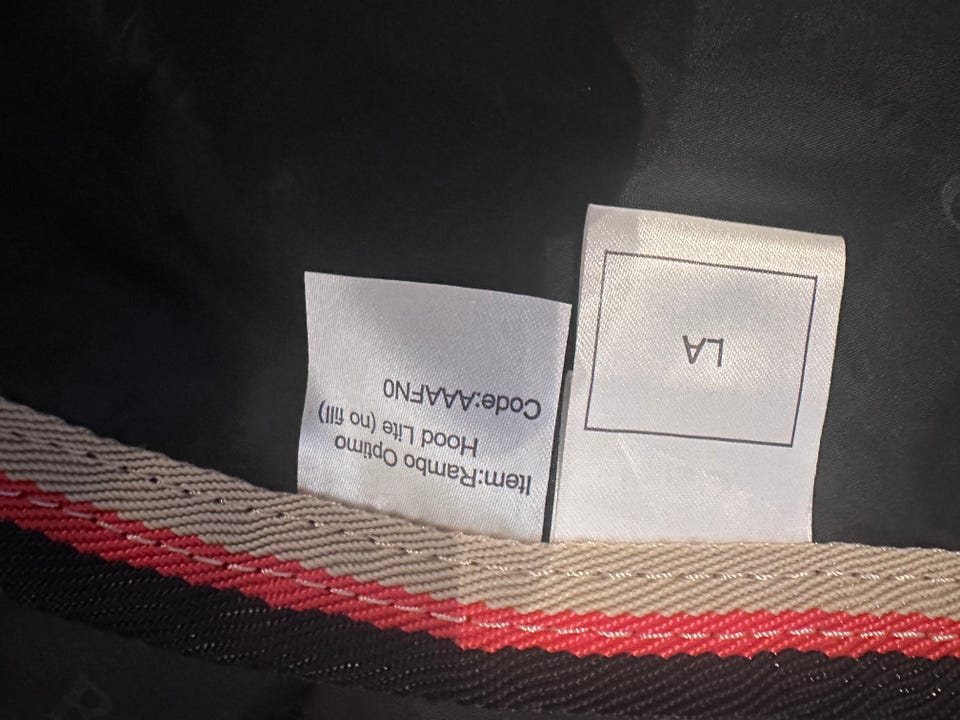 Item:Rambo Optimo
Hood Lite (no fill)
Code:AAAFN0
LA